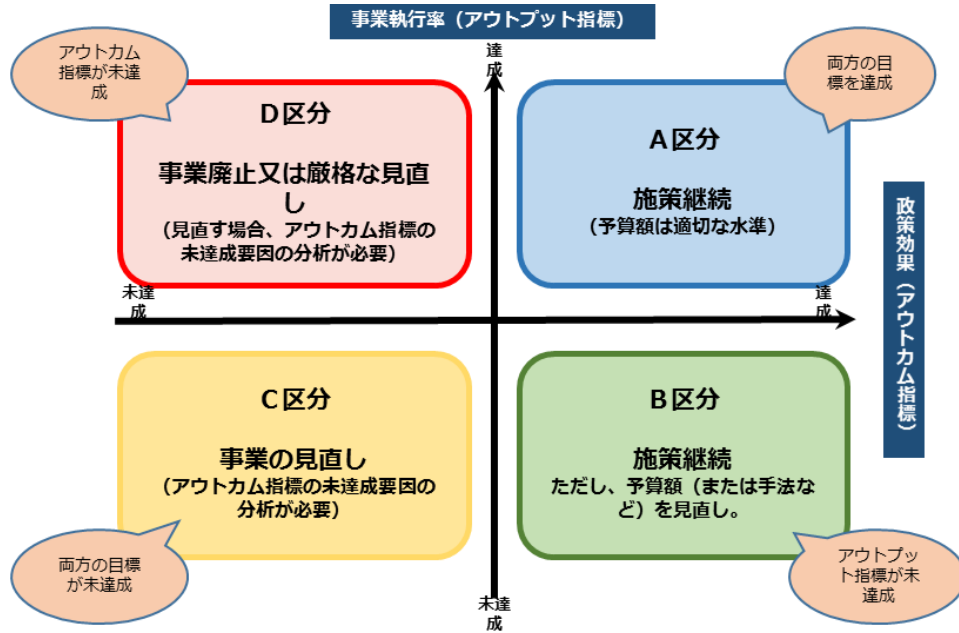 事業執行率（アウトプット指標）
アウトカム
指標が未達
成
達
成
両方の目
標を達成
D区分
事業廃止又は厳格な見直
し
（見直す場合、アウトカム指標の
未達成要因の分析が必要）
A区分
施策継続
（予算額は適切な水準）
政策効果（アウトカム指標）
未達
成
達
成
C区分
事業の見直し
（アウトカム指標の未達成要因の
分析が必要）
B区分
施策継続
ただし、予算額（または手法な
ど）を見直し。
両方の目標
が未達成
アウトプッ
ト指標が未
達成
未達
成